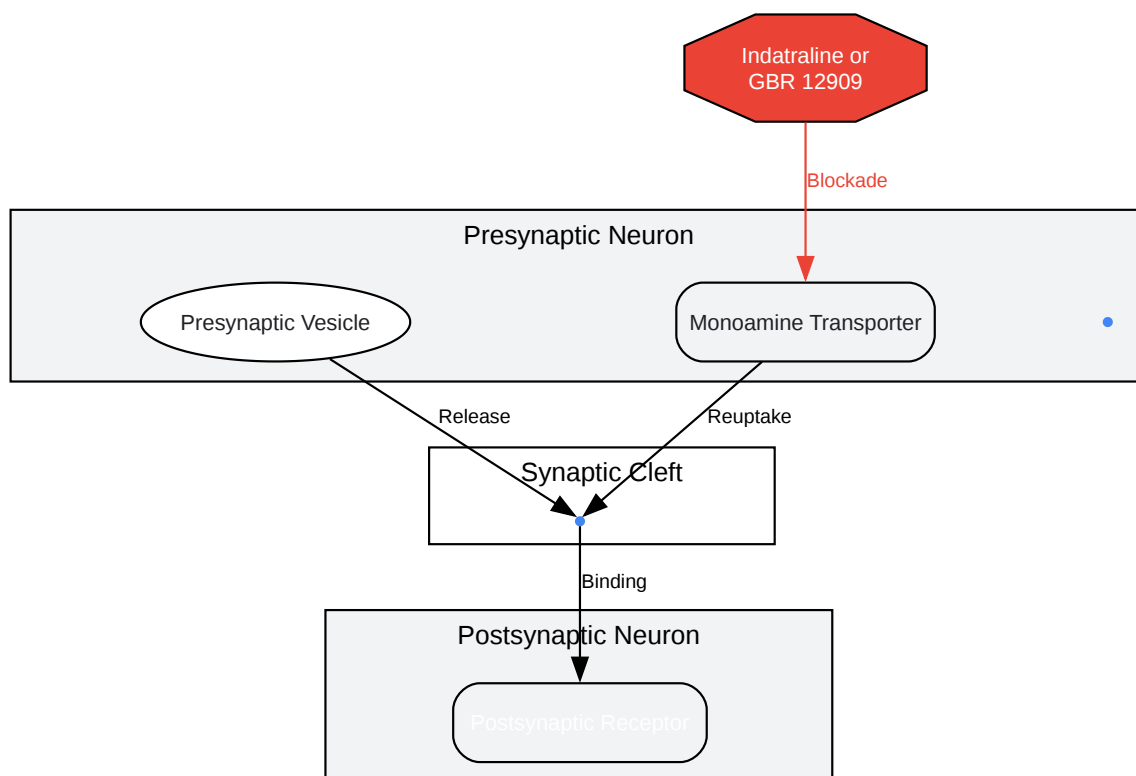 Indatraline or
GBR 12909
Blockade
Presynaptic Neuron
Presynaptic Vesicle
Monoamine Transporter
Release
Reuptake
Synaptic Cleft
Binding
Postsynaptic Neuron
Postsynaptic Receptor